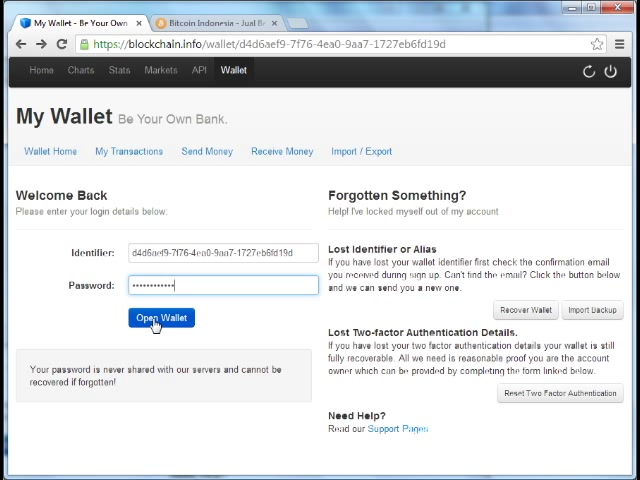 My Wallet - Be Your Own
Bitcoin Indonesia - Jual Be
https://blockchain.info/wallet/d4d6aef9-7f76-4ea0-9aa7-1727eb6fd19d
Home Charts Stats Markets API Wallet
My Wallet Be Your Own Bank.
Wallet Home My Transactions Send Money Receive Money Import / Export
Welcome Back
Please enter your login details below:
Identifier: d4d6aef9-7f76-4ea0-9aa7-1727eb6fd19d
Password: ••••••••••••
Open Wallet
Your password is never shared with our servers and cannot be
recovered if forgotten!
Forgotten Something?
Help! I've locked myself out of my account
Lost Identifier or Alias
If you have lost your wallet identifier first check the confirmation email
you received during sign up. Can't find the email? Click the button below
and we can send you a new one.
Recover Wallet Import Backup
Lost Two-factor Authentication Details.
If you have lost your two factor authentication details your wallet is still
fully recoverable. All we need is reasonable proof you are the account
owner which can be provided by completing the form linked below.
Reset Two Factor Authentication
Need Help?
Read our Support Pages